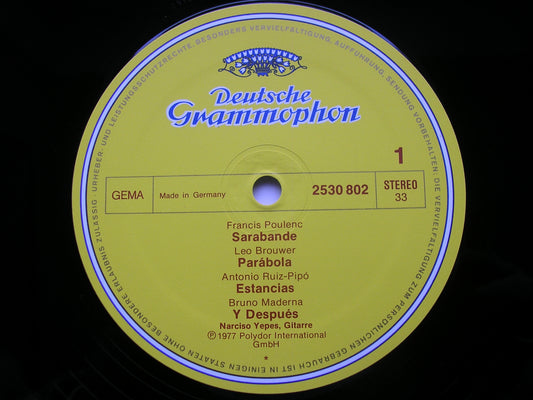 Deutsche
Grammophon
1
GEMA
Made in Germany
2530 802
STEREO
33
Francis Poulenc
Sarabande
Leo Brouwer
Parábola
Antonio Ruiz-Pipó
Estancias
Bruno Maderna
Y Después
Narciso Yepes, Gitarre
Ⓟ 1977 Polydor International
GmbH
*
URHEBER- UND LEISTUNGSSCHUTZRECHTE, BESONDERS VERVIELFÄLTIGUNG, AUFFÜHRUNG, SENDUNG VORBEHALTEN: DIE VERVIELFÄLTIGUNG ZUM PERSÖNLICHEN GEBRAUCH IST IN EINIGEN STAATEN OHNE BESONDERE ERLAUBNIS ZULÄSSIG